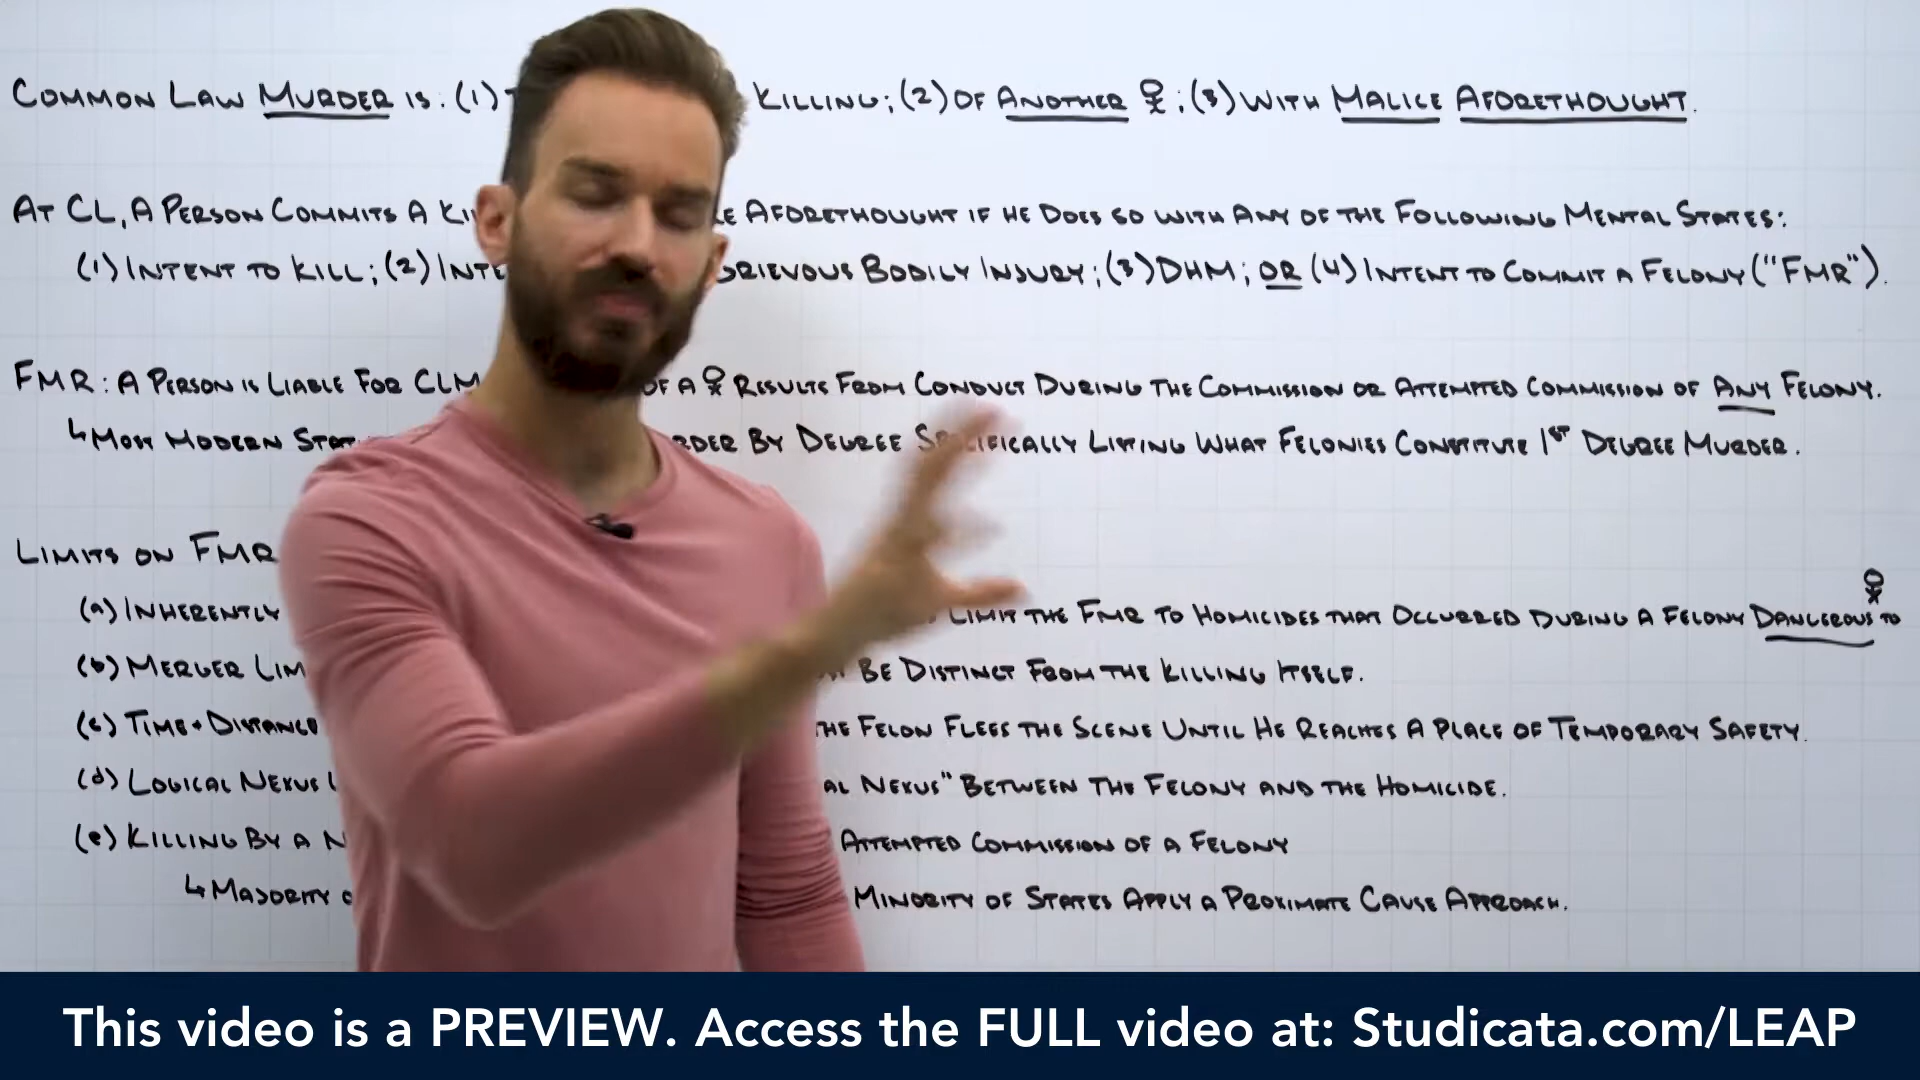 COMMON LAW MURDER IS: (1) KILLING; (2) OF ANOTHER ; (3) WITH MALICE AFORETHOUGHT.
AT CL, A PERSON COMMITS A AFORETHOUGHT IF HE DOES SO WITH ANY OF THE FOLLOWING MENTAL STATES:
(1) INTENT TO KILL; (2) GRIEVOUS BODILY INJURY; (3) DHM; OR (4) INTENT TO COMMIT A FELONY ("FMR").
FMR: A PERSON IS LIABLE FOR CLM OF A RESULTS FROM CONDUCT DURING THE COMMISSION OR ATTEMPTED COMMISSION OF ANY FELONY.
↳ MOST MODERN BY DEGREE SPECIFICALLY LISTING WHAT FELONIES CONSTITUTE 1ST DEGREE MURDER.
LIMITS ON FMR
(a) INHERENTLY LIMIT THE FMR TO HOMICIDES THAT OCCURRED DURING A FELONY DANGEROUS TO
(b) MERGER BE DISTINCT FROM THE KILLING ITSELF.
(c) TIME + DISTANCE THE FELON FLEES THE SCENE UNTIL HE REACHES A PLACE OF TEMPORARY SAFETY.
(d) LOGICAL NEXUS NEXUS" BETWEEN THE FELONY AND THE HOMICIDE.
(e) KILLING BY A ATTEMPTED COMMISSION OF A FELONY
↳ MAJORITY MINORITY OF STATES APPLY A PROXIMATE CAUSE APPROACH.
This video is a PREVIEW. Access the FULL video at: Studicata.com/LEAP